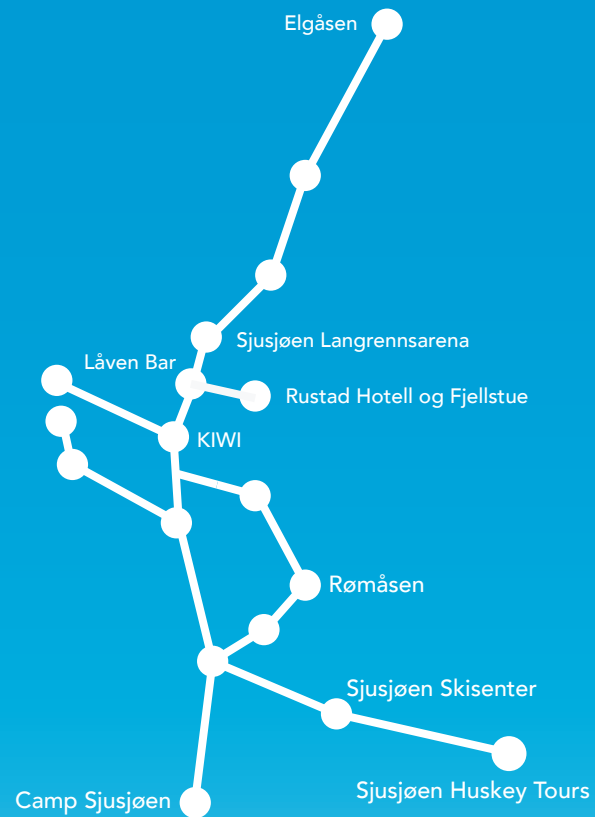 Elgåsen
Sjusjøen Langrennsarena
Låven Bar
Rustad Hotell og Fjellstue
KIWI
Rømåsen
Sjusjøen Skisenter
Sjusjøen Huskey Tours
Camp Sjusjøen